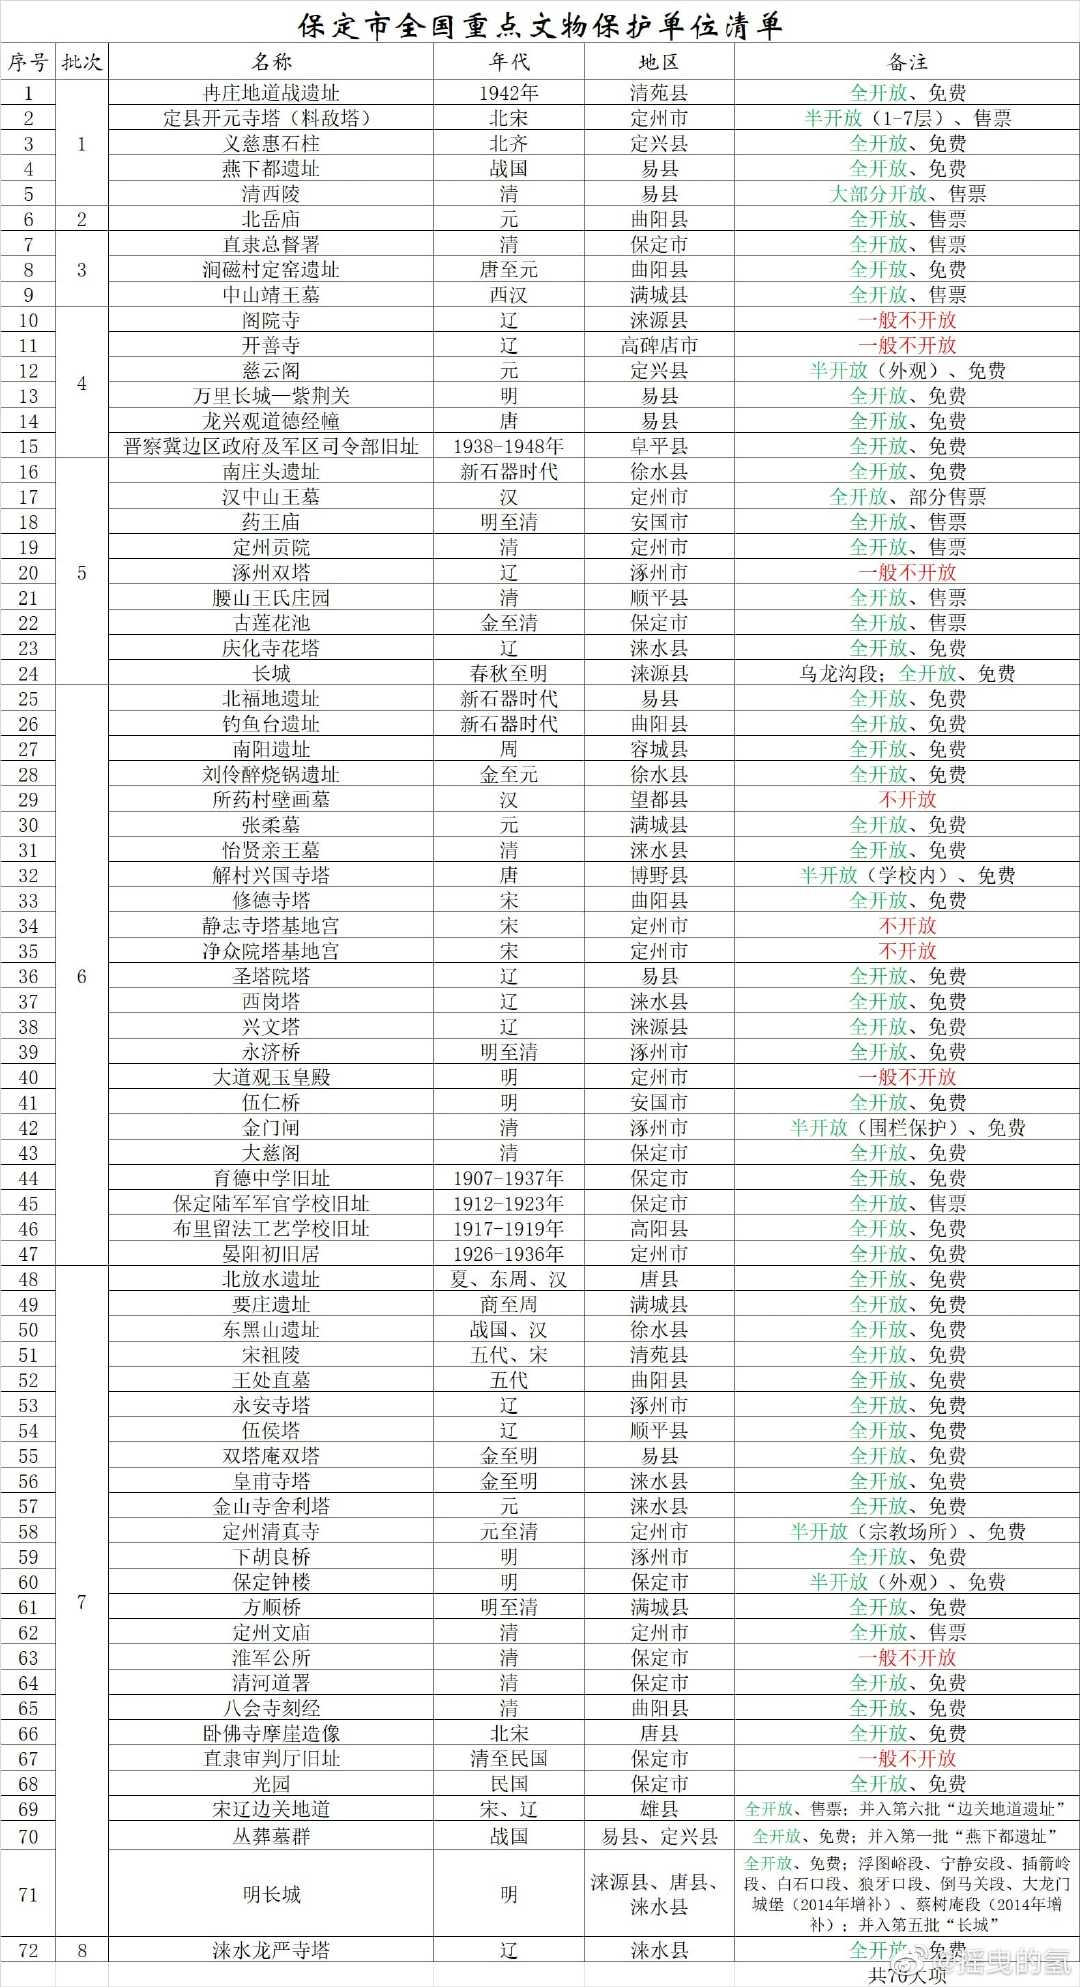 保定市全国重点文物保护单位清单
序号 批次 名称 年代 地区 备注
1 1 冉庄地道战遗址 1942年 清苑县 全开放、免费
2 定县开元寺塔（料敌塔） 北宋 定州市 半开放（1-7层）、售票
3 义慈惠石柱 北齐 定兴县 全开放、免费
4 燕下都遗址 战国 易县 全开放、免费
5 清西陵 清 易县 大部分开放、售票
6 2 北岳庙 元 曲阳县 全开放、售票
7 3 直隶总督署 清 保定市 全开放、售票
8 涧磁村定窑遗址 唐至元 曲阳县 全开放、免费
9 中山靖王墓 西汉 满城县 全开放、售票
10 4 阁院寺 辽 涞源县 一般不开放
11 开善寺 辽 高碑店市 一般不开放
12 慈云阁 元 定兴县 半开放（外观）、免费
13 万里长城—紫荆关 明 易县 全开放、免费
14 龙兴观道德经幢 唐 易县 全开放、免费
15 晋察冀边区政府及军区司令部旧址 1938-1948年 阜平县 全开放、免费
16 5 南庄头遗址 新石器时代 徐水县 全开放、免费
17 汉中山王墓 汉 定州市 全开放、部分售票
18 药王庙 明至清 安国市 全开放、售票
19 定州贡院 清 定州市 全开放、售票
20 涿州双塔 辽 涿州市 一般不开放
21 腰山王氏庄园 清 顺平县 全开放、售票
22 古莲花池 金至清 保定市 全开放、售票
23 庆化寺花塔 辽 涞水县 全开放、免费
24 长城 春秋至明 涞源县 乌龙沟段；全开放、免费
25 6 北福地遗址 新石器时代 易县 全开放、免费
26 钓鱼台遗址 新石器时代 曲阳县 全开放、免费
27 南阳遗址 周 容城县 全开放、免费
28 刘伶醉烧锅遗址 金至元 徐水县 全开放、免费
29 所药村壁画墓 汉 望都县 不开放
30 张柔墓 元 满城县 全开放、免费
31 怡贤亲王墓 清 涞水县 全开放、免费
32 解村兴国寺塔 唐 博野县 半开放（学校内）、免费
33 修德寺塔 宋 曲阳县 全开放、免费
34 静志寺塔基地宫 宋 定州市 不开放
35 净众院塔基地宫 宋 定州市 不开放
36 圣塔院塔 辽 易县 全开放、免费
37 西岗塔 辽 涞水县 全开放、免费
38 兴文塔 辽 涞源县 全开放、免费
39 永济桥 明至清 涿州市 全开放、免费
40 大道观玉皇殿 明 定州市 一般不开放
41 伍仁桥 明 安国市 全开放、免费
42 金门闸 清 涿州市 半开放（围栏保护）、免费
43 大慈阁 清 保定市 全开放、免费
44 育德中学旧址 1907-1937年 保定市 全开放、免费
45 保定陆军军官学校旧址 1912-1923年 保定市 全开放、售票
46 布里留法工艺学校旧址 1917-1919年 高阳县 全开放、免费
47 晏阳初旧居 1926-1936年 定州市 全开放、免费
48 7 北放水遗址 夏、东周、汉 唐县 全开放、免费
49 要庄遗址 商至周 满城县 全开放、免费
50 东黑山遗址 战国、汉 徐水县 全开放、免费
51 宋祖陵 五代、宋 清苑县 全开放、免费
52 王处直墓 五代 曲阳县 全开放、免费
53 永安寺塔 辽 涿州市 全开放、免费
54 伍侯塔 辽 顺平县 全开放、免费
55 双塔庵双塔 金至明 易县 全开放、免费
56 皇甫寺塔 金至明 涞水县 全开放、免费
57 金山寺舍利塔 元 涞水县 全开放、免费
58 定州清真寺 元至清 定州市 半开放（宗教场所）、免费
59 下胡良桥 明 涿州市 全开放、免费
60 保定钟楼 明 保定市 半开放（外观）、免费
61 方顺桥 明至清 满城县 全开放、免费
62 定州文庙 清 定州市 全开放、售票
63 淮军公所 清 保定市 一般不开放
64 清河道署 清 保定市 全开放、免费
65 八会寺刻经 清 曲阳县 全开放、免费
66 卧佛寺摩崖造像 北宋 唐县 全开放、免费
67 直隶审判厅旧址 清至民国 保定市 一般不开放
68 光园 民国 保定市 全开放、免费
69 宋辽边关地道 宋、辽 雄县 全开放、售票；并入第六批“边关地道遗址”
70 丛葬墓群 战国 易县、定兴县 全开放、免费；并入第一批“燕下都遗址”
71 明长城 明 涞源县、唐县、
涞水县
全开放、免费；浮图峪段、宁静安段、插箭岭
段、白石口段、狼牙口段、倒马关段、大龙门
城堡（2014年增补）、蔡树庵段（2014年增
补）；并入第五批“长城”
72 8 涞水龙严寺塔 辽 涞水县 全开放、免费
共70大项
@摇曳的氢